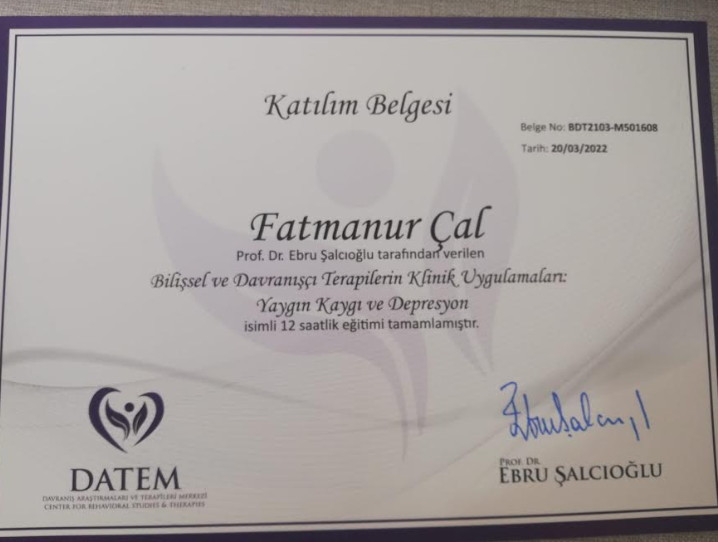 Katılım Belgesi
Belge No: BDT2103-M501608
Tarih: 20/03/2022
Fatmanur Çal
Prof. Dr. Ebru Şalcıoğlu tarafından verilen
Bilişsel ve Davranışçı Terapilerin Klinik Uygulamaları:
Yaygın Kaygı ve Depresyon
isimli 12 saatlik eğitimi tamamlamıştır.
DATEM
DAVRANIŞ ARAŞTIRMALARI VE TERAPİLERİ MERKEZİ
CENTER FOR BEHAVIORAL STUDIES & THERAPIES
Ebru Şalcıoğlu
PROF. DR.
EBRU ŞALCIOĞLU